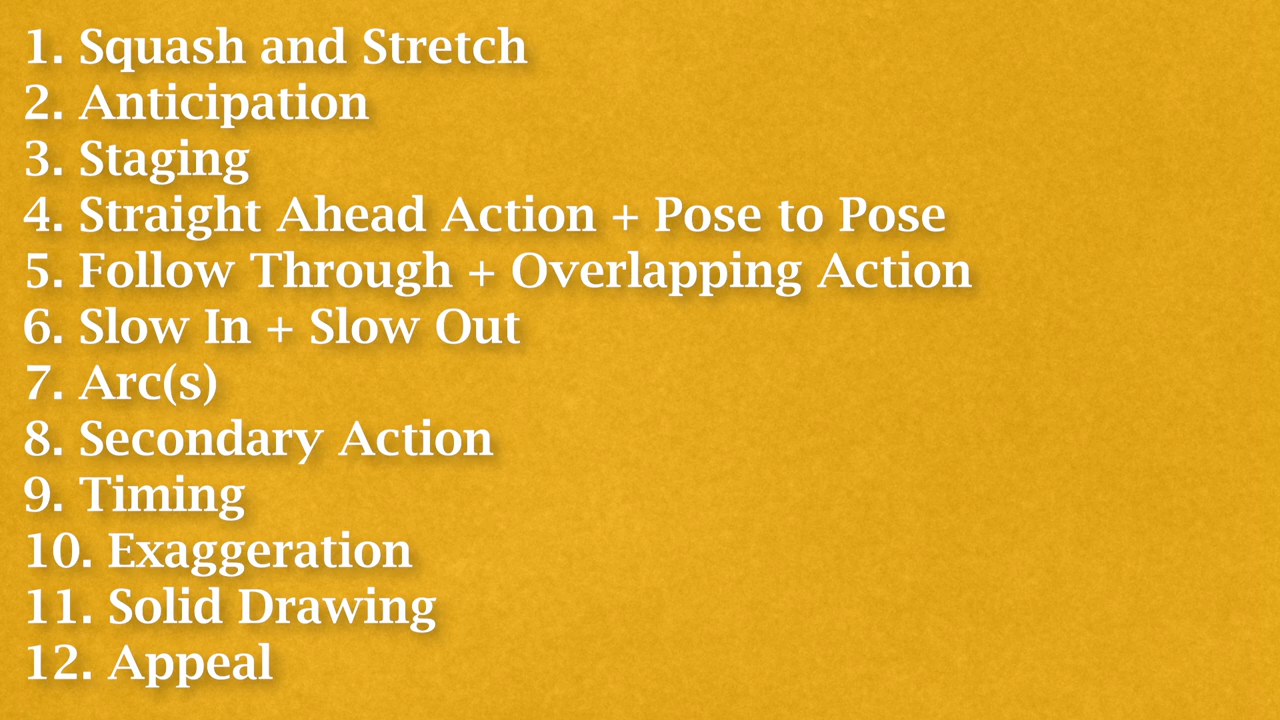 1. Squash and Stretch
2. Anticipation
3. Staging
4. Straight Ahead Action + Pose to Pose
5. Follow Through + Overlapping Action
6. Slow In + Slow Out
7. Arc(s)
8. Secondary Action
9. Timing
10. Exaggeration
11. Solid Drawing
12. Appeal